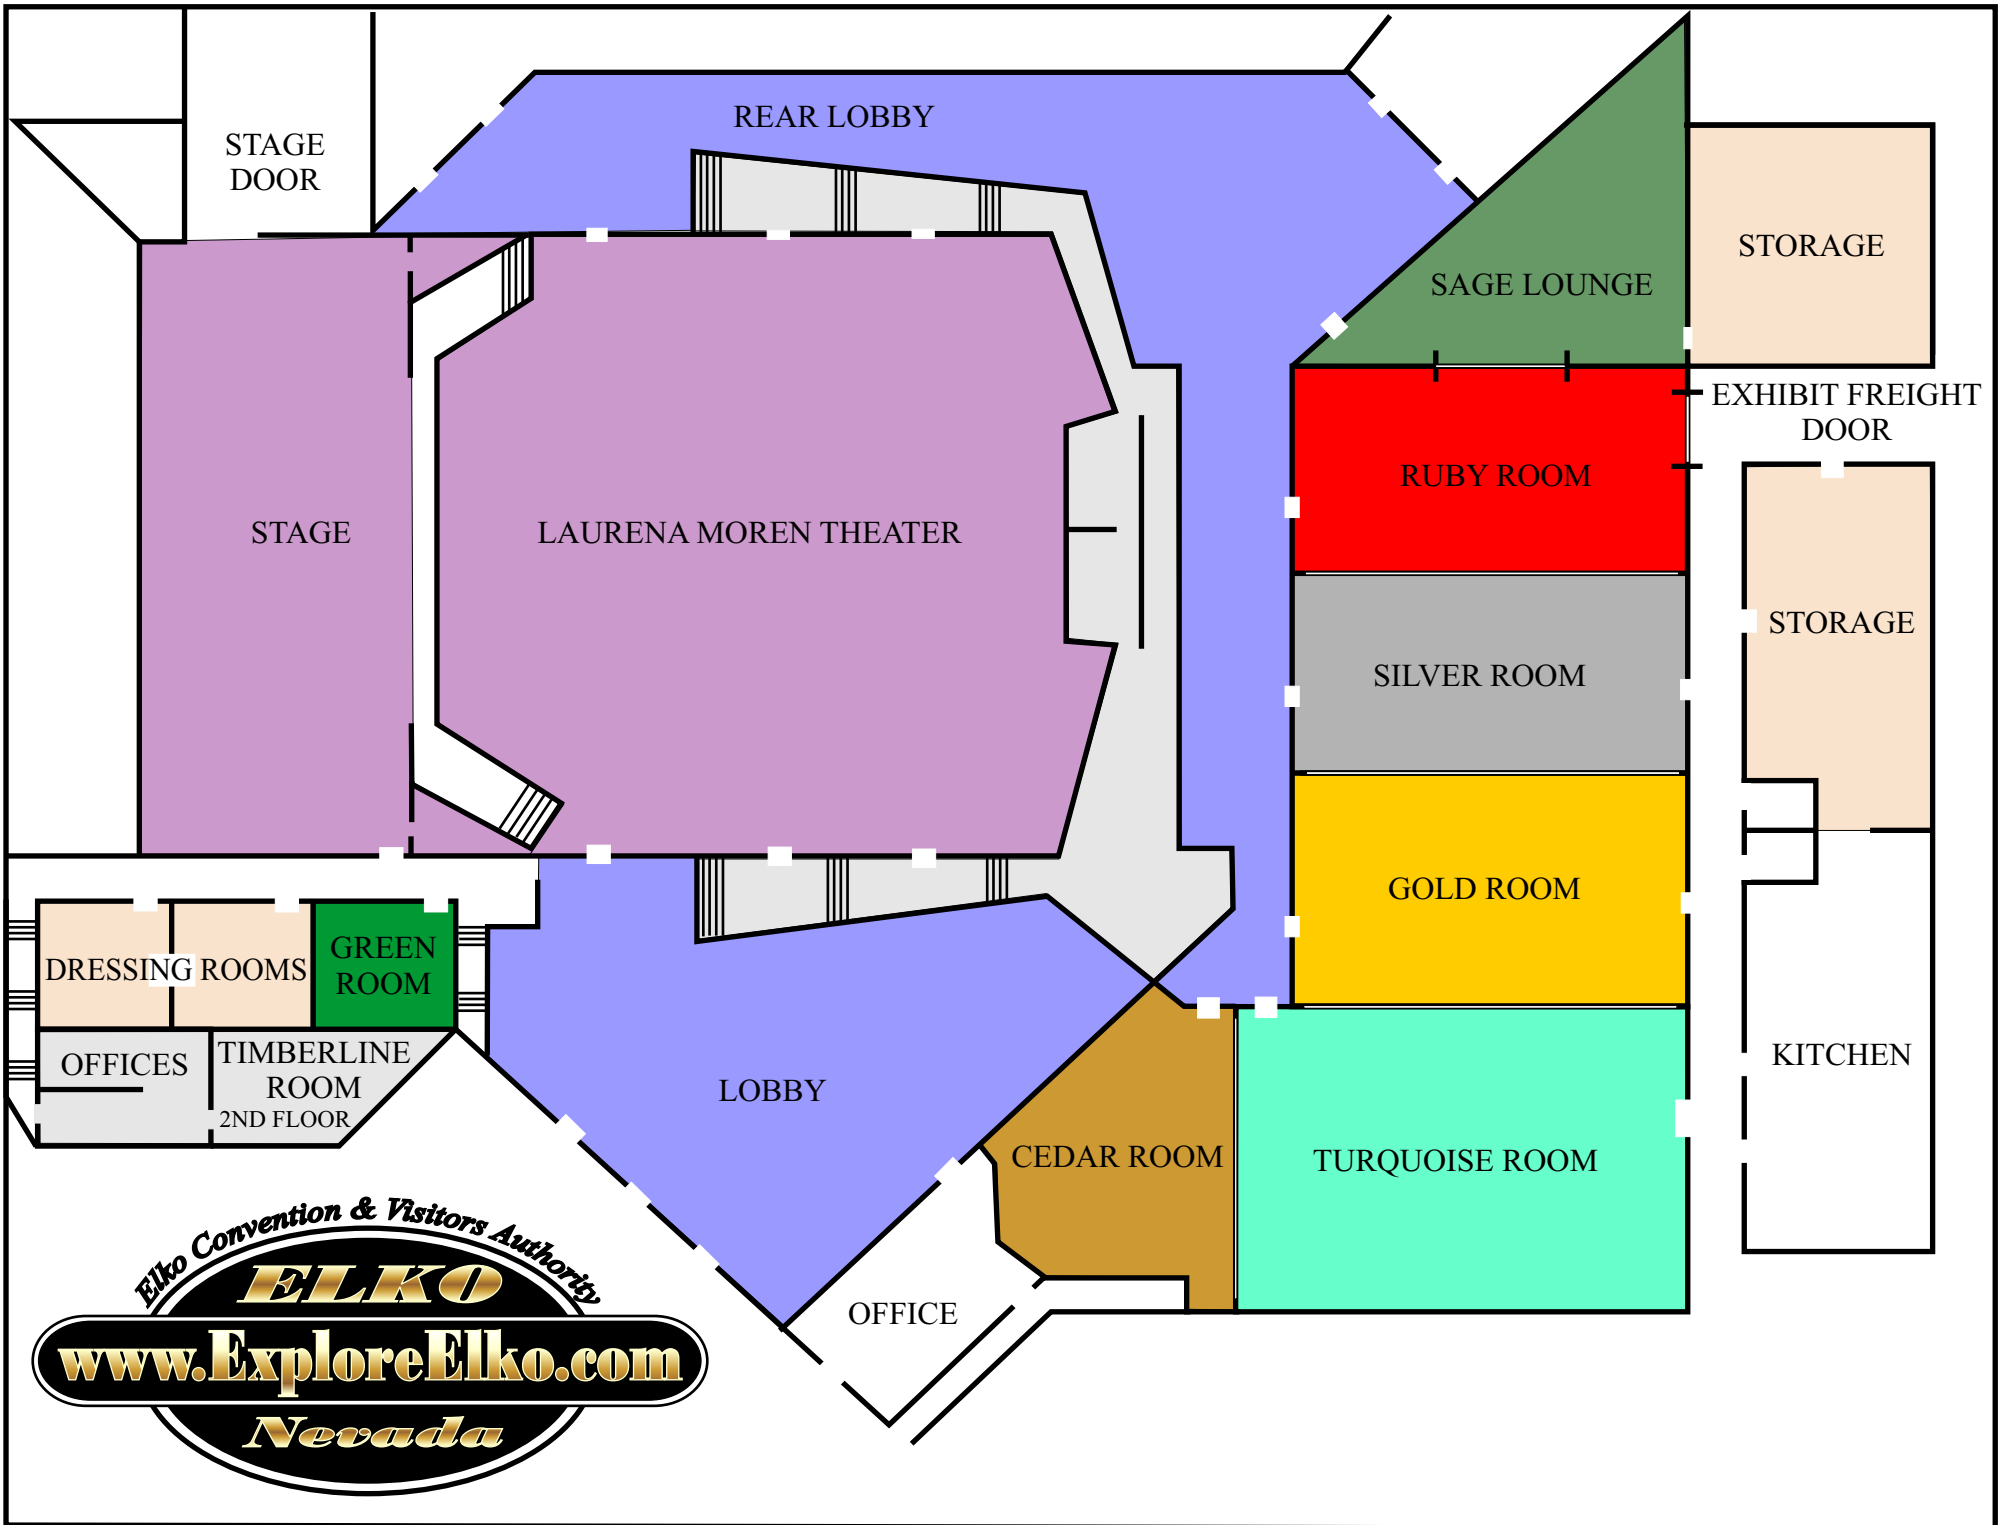 REAR LOBBY
STAGE
DOOR
STORAGE
SAGE LOUNGE
EXHIBIT FREIGHT
DOOR
RUBY ROOM
STAGE
LAURENA MOREN THEATER
STORAGE
SILVER ROOM
GOLD ROOM
GREEN
ROOM
DRESSING ROOMS
TIMBERLINE
ROOM
2ND FLOOR
OFFICES
LOBBY
KITCHEN
CEDAR ROOM
TURQUOISE ROOM
OFFICE
Elko Convention & Visitors Authority
ELKO
www.ExploreElko.com
Nevada